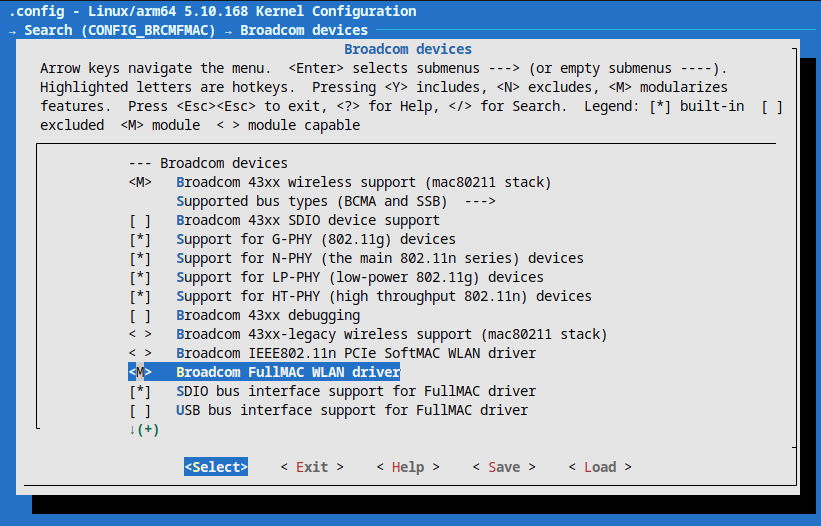 .config - Linux/arm64 5.10.168 Kernel Configuration
→ Search (CONFIG_BRCMFMAC) → Broadcom devices
Broadcom devices
Arrow keys navigate the menu.  <Enter> selects submenus ---> (or empty submenus ----).
Highlighted letters are hotkeys.  Pressing <Y> includes, <N> excludes, <M> modularizes
features.  Press <Esc><Esc> to exit, <?> for Help, </> for Search.  Legend: [*] built-in  [ ]
excluded  <M> module  < > module capable
--- Broadcom devices
<M>   Broadcom 43xx wireless support (mac80211 stack)
Supported bus types (BCMA and SSB)  --->
[ ]   Broadcom 43xx SDIO device support
[*]   Support for G-PHY (802.11g) devices
[*]   Support for N-PHY (the main 802.11n series) devices
[*]   Support for LP-PHY (low-power 802.11g) devices
[*]   Support for HT-PHY (high throughput 802.11n) devices
[ ]   Broadcom 43xx debugging
< >   Broadcom 43xx-legacy wireless support (mac80211 stack)
< >   Broadcom IEEE802.11n PCIe SoftMAC WLAN driver
<M>   Broadcom FullMAC WLAN driver
[*]   SDIO bus interface support for FullMAC driver
[ ]   USB bus interface support for FullMAC driver
↓(+)
<Select>    < Exit >    < Help >    < Save >    < Load >